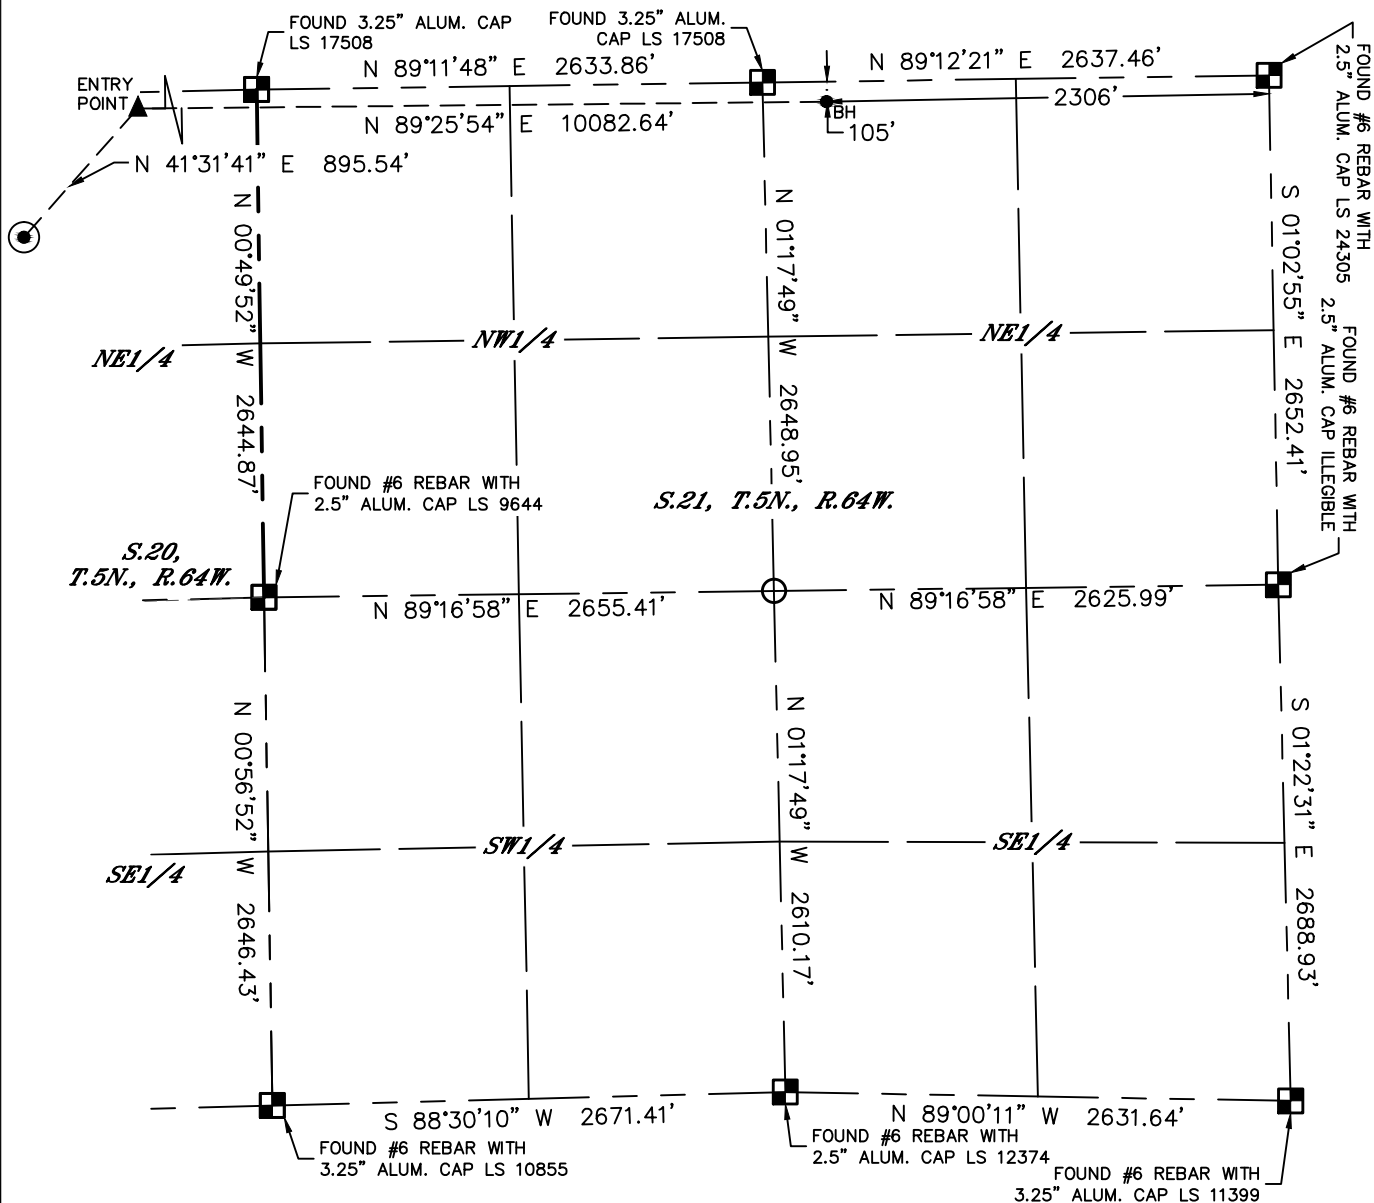 FOUND 3.25" ALUM. CAP
LS 17508
FOUND 3.25" ALUM.
CAP LS 17508
FOUND #6 REBAR WITH
2.5" ALUM. CAP LS 24305
N 89°11'48" E 2633.86'
N 89°12'21" E 2637.46'
ENTRY
POINT
2306'
BH
105'
N 89°25'54" E 10082.64'
N 41°31'41" E 895.54'
N 00°49'52" W 2644.87'
N 01°17'49" W 2648.95'
S 01°02'55" E 2652.41'
NE1/4
NW1/4
NE1/4
FOUND #6 REBAR WITH
2.5" ALUM. CAP ILLEGIBLE
FOUND #6 REBAR WITH
2.5" ALUM. CAP LS 9644
S.21, T.5N., R.64W.
S.20,
T.5N., R.64W.
N 89°16'58" E 2655.41'
N 89°16'58" E 2625.99'
N 00°56'52" W 2646.43'
N 01°17'49" W 2610.17'
S 01°22'31" E 2688.93'
SE1/4
SW1/4
SE1/4
S 88°30'10" W 2671.41'
N 89°00'11" W 2631.64'
FOUND #6 REBAR WITH
3.25" ALUM. CAP LS 10855
FOUND #6 REBAR WITH
2.5" ALUM. CAP LS 12374
FOUND #6 REBAR WITH
3.25" ALUM. CAP LS 11399